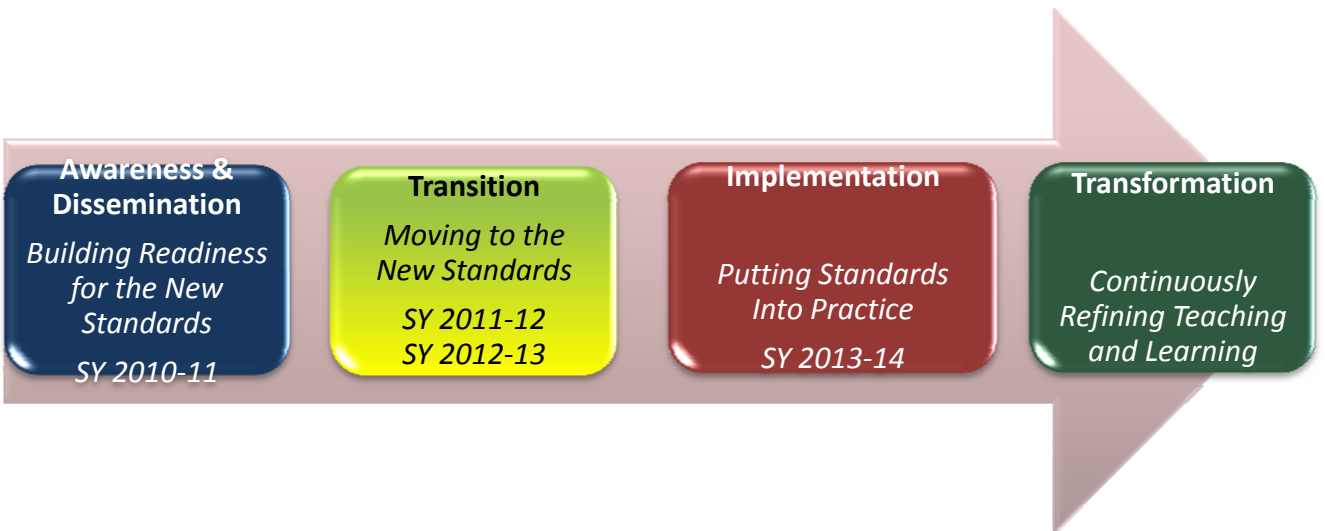 Awareness &
Dissemination
Building Readiness
for the New
Standards
SY 2010-11
Transition
Moving to the
New Standards
SY 2011-12
SY 2012-13
Implementation
Putting Standards
Into Practice
SY 2013-14
Transformation
Continuously
Refining Teaching
and Learning